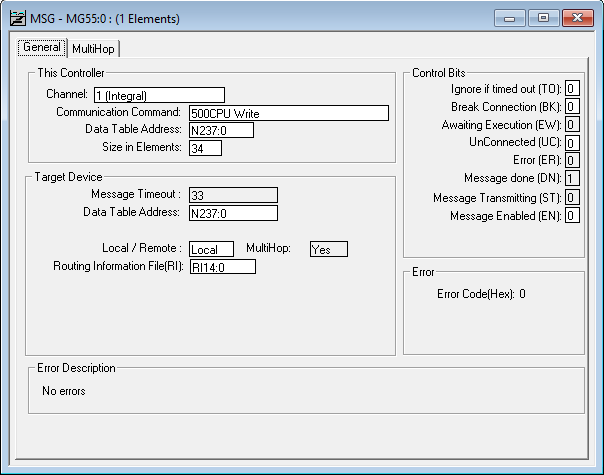 MSG - MG55:0 : (1 Elements)
General MultiHop
This Controller
Channel: 1 (Integral)
Communication Command: 500CPU Write
Data Table Address: N237:0
Size in Elements: 34
Target Device
Message Timeout : 33
Data Table Address: N237:0
Local / Remote : Local MultiHop: Yes
Routing Information File(RI): RI14:0
Control Bits
Ignore if timed out (TO): 0
Break Connection (BK): 0
Awaiting Execution (EW): 0
UnConnected (UC): 0
Error (ER): 0
Message done (DN): 1
Message Transmitting (ST): 0
Message Enabled (EN): 0
Error
Error Code(Hex): 0
Error Description
No errors